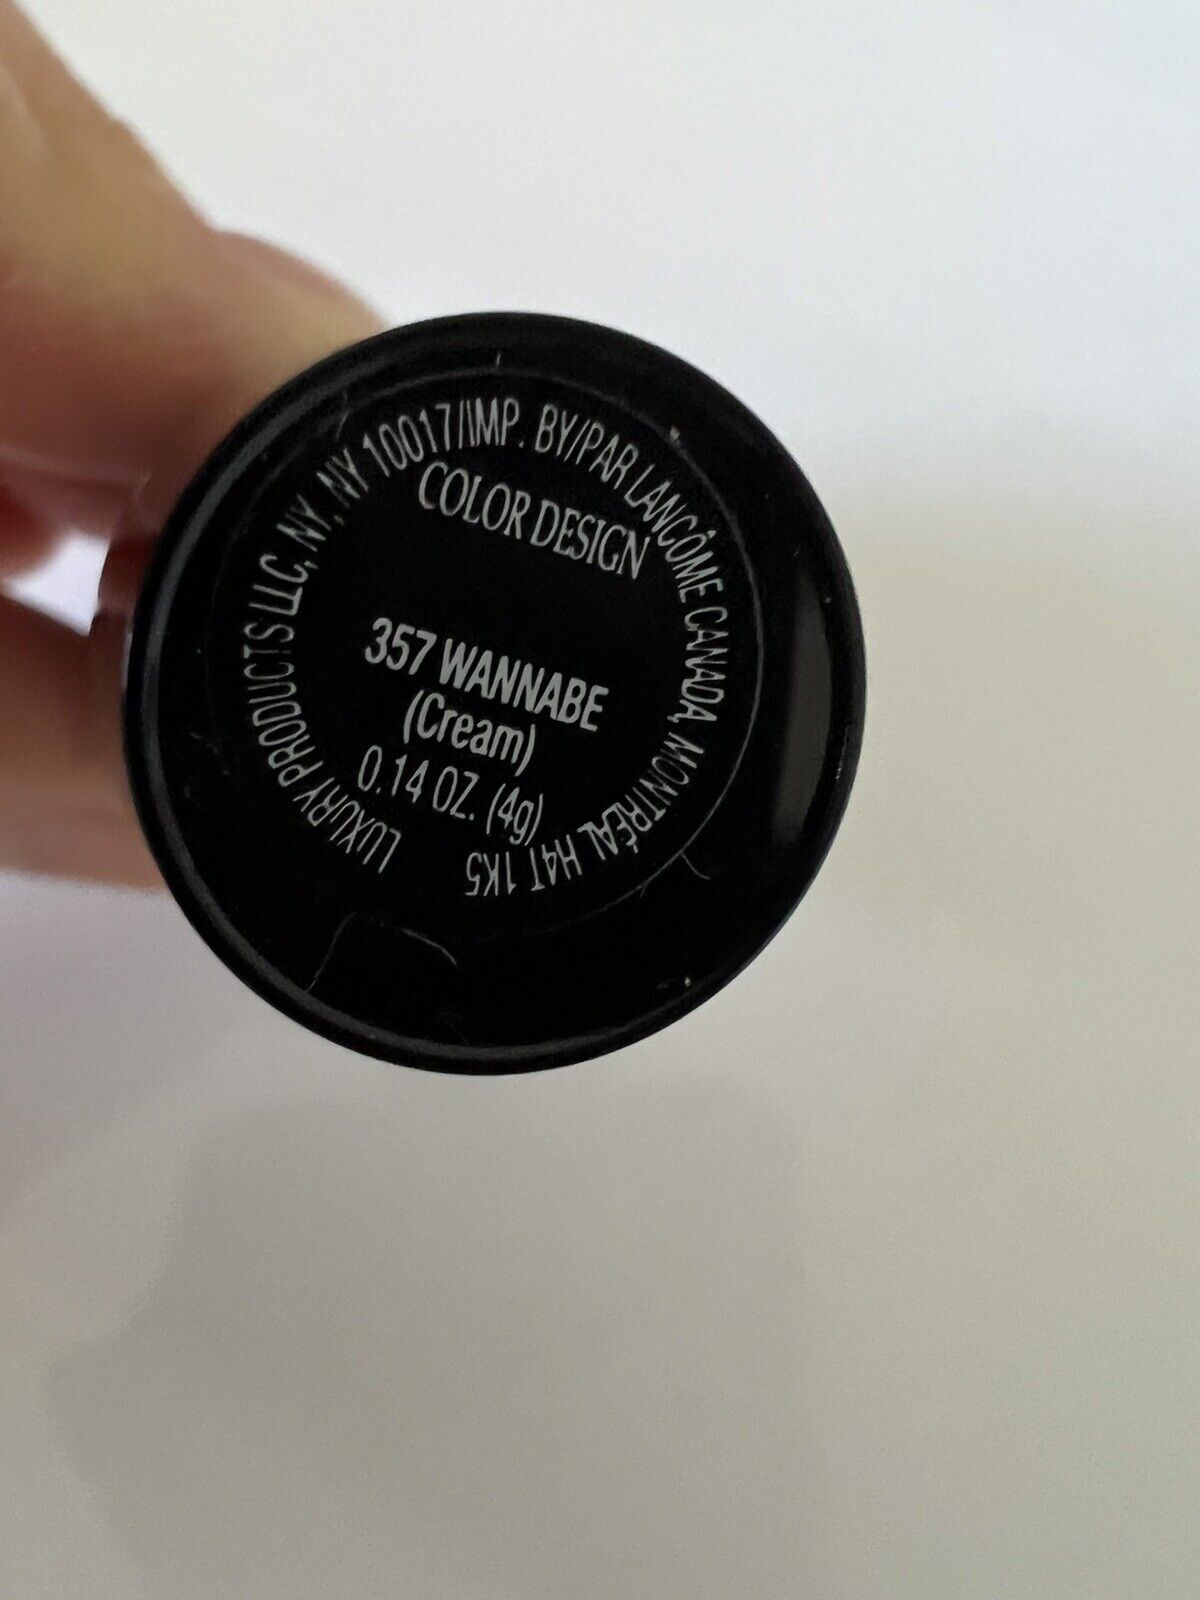 LUXURY PRODUCTS LLC, NY, NY 10017/IMP. BY/PAR LANCÔME CANADA, MONTRÉAL H4T 1K5
COLOR DESIGN
357 WANNABE
(Cream)
0.14 OZ. (4g)